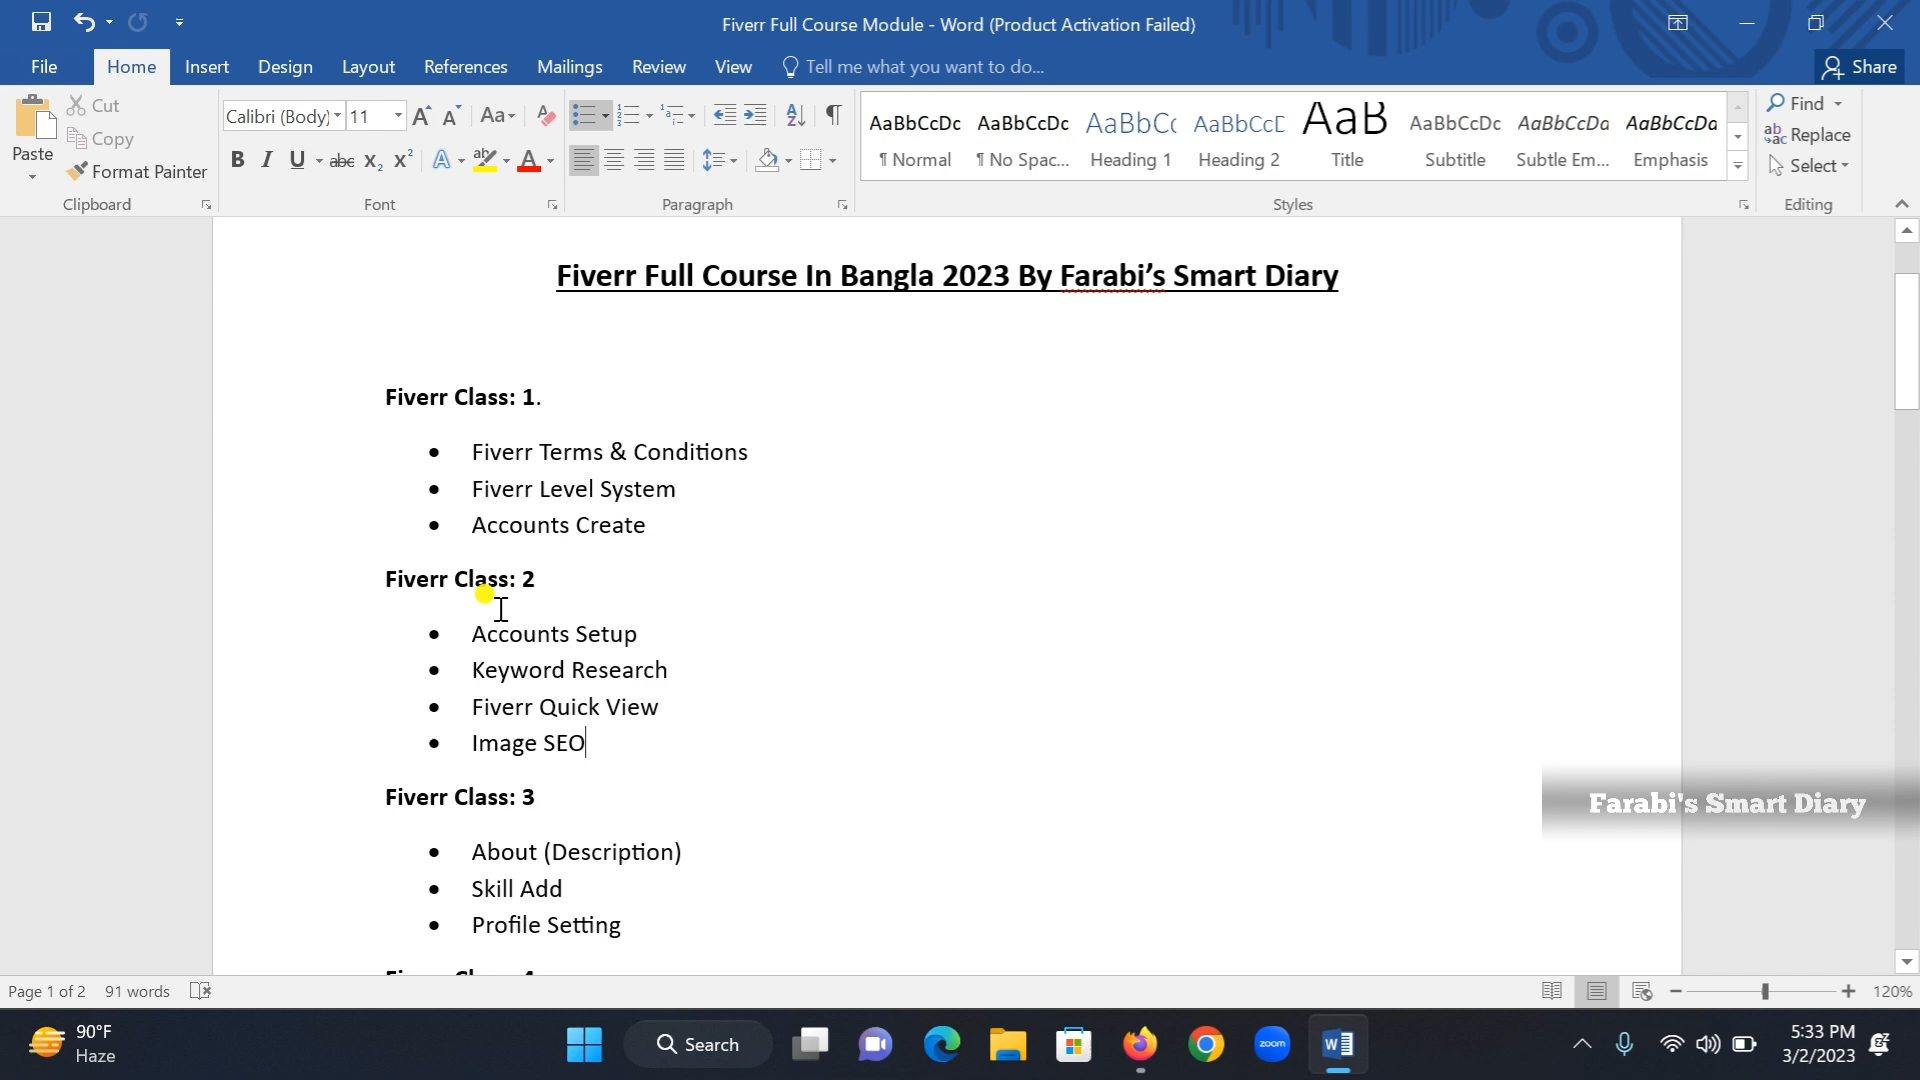 Fiverr Full Course Module - Word (Product Activation Failed)
File Home Insert Design Layout References Mailings Review View Tell me what you want to do... Share
Paste
Cut
Copy
Format Painter
Clipboard
Calibri (Body) 11
Font
Paragraph
AaBbCcDc AaBbCcDc AaBbCc AaBbCcD AaB AaBbCcDc AaBbCcDd AaBbCcDd
¶ Normal ¶ No Spac... Heading 1 Heading 2 Title Subtitle Subtle Em... Emphasis
Styles
Find
Replace
Select
Editing
Fiverr Full Course In Bangla 2023 By Farabi’s Smart Diary
Fiverr Class: 1.
• Fiverr Terms & Conditions
• Fiverr Level System
• Accounts Create
Fiverr Class: 2
• Accounts Setup
• Keyword Research
• Fiverr Quick View
• Image SEO
Fiverr Class: 3
• About (Description)
• Skill Add
• Profile Setting
Farabi's Smart Diary
Page 1 of 2 91 words
120%
90°F
Haze
Search
zoom
5:33 PM
3/2/2023